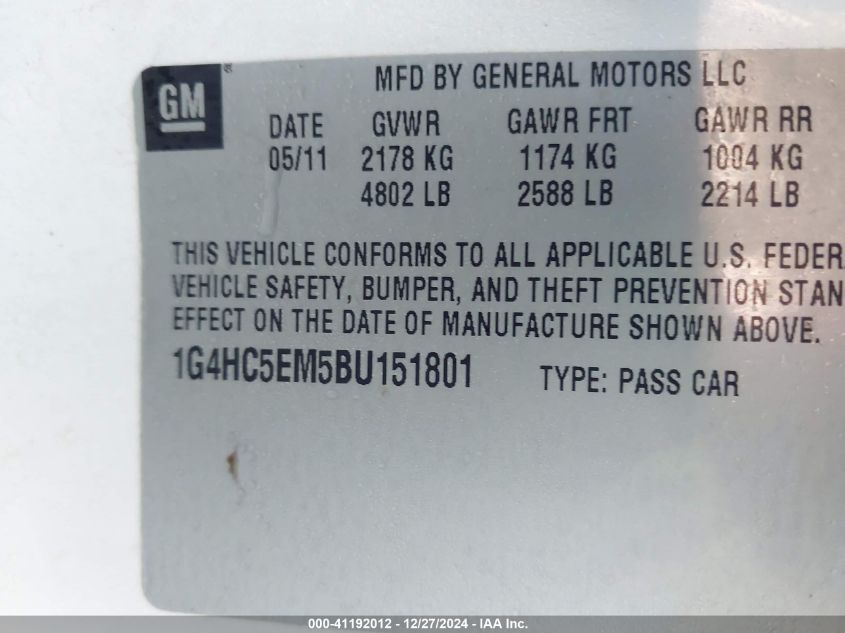 GM ®
MFD BY GENERAL MOTORS LLC
DATE GVWR GAWR FRT GAWR RR
05/11 2178 KG 1174 KG 1004 KG
4802 LB 2588 LB 2214 LB
THIS VEHICLE CONFORMS TO ALL APPLICABLE U.S. FEDER
VEHICLE SAFETY, BUMPER, AND THEFT PREVENTION STAN
EFFECT ON THE DATE OF MANUFACTURE SHOWN ABOVE.
1G4HC5EM5BU151801 TYPE: PASS CAR
000-41192012 - 12/27/2024 - IAA Inc.